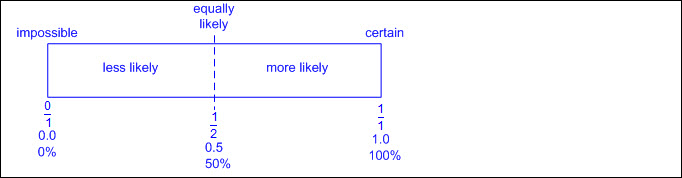 equally
likely
impossible
certain
less likely
more likely
0/1
1/2
1/1
0.0
0.5
1.0
0%
50%
100%